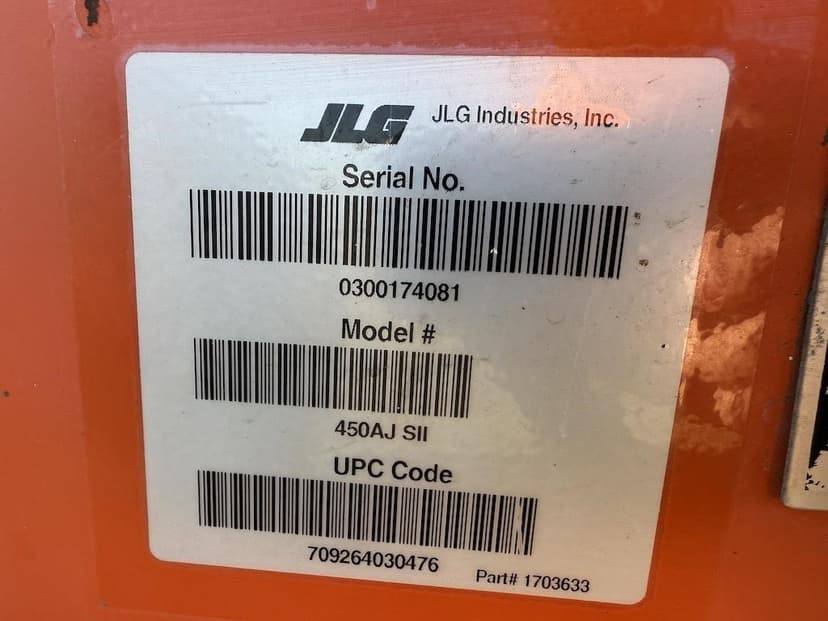 JLG JLG Industries, Inc.
Serial No.
0300174081
Model #
450AJ SII
UPC Code
709264030476
Part# 1703633